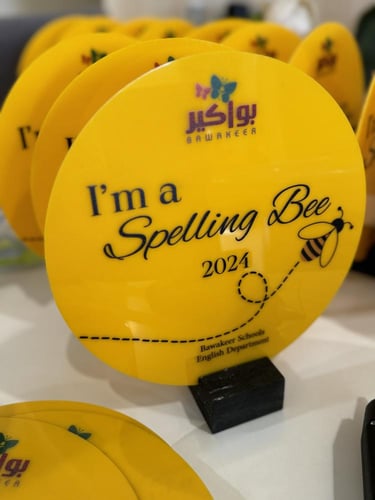 بواكير
BAWAKEER
I'm a
Spelling Bee
2024
Bawakeer Schools
English Department